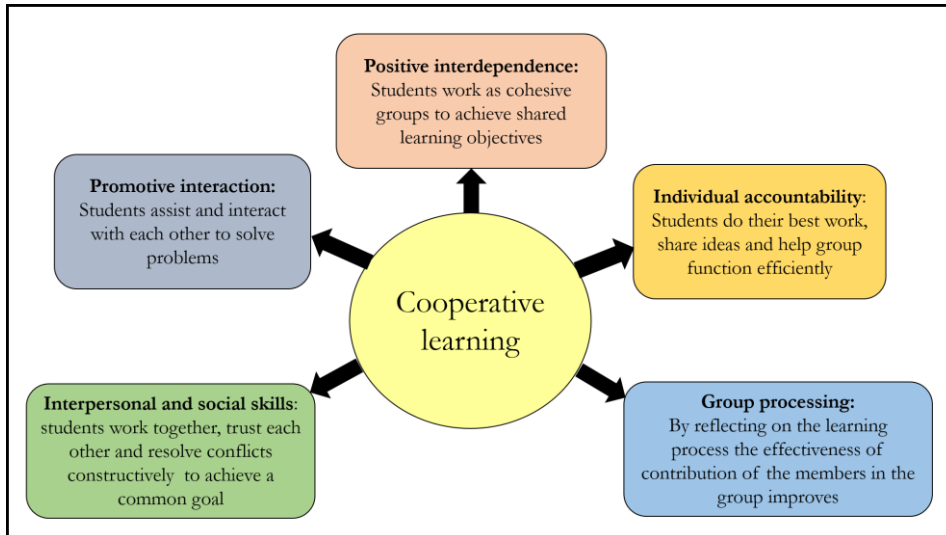 Positive interdependence:
Students work as cohesive
groups to achieve shared
learning objectives
Promotive interaction:
Students assist and interact
with each other to solve
problems
Individual accountability:
Students do their best work,
share ideas and help group
function efficiently
Cooperative
learning
Interpersonal and social skills:
students work together, trust each
other and resolve conflicts
constructively to achieve a
common goal
Group processing:
By reflecting on the learning
process the effectiveness of
contribution of the members in the
group improves